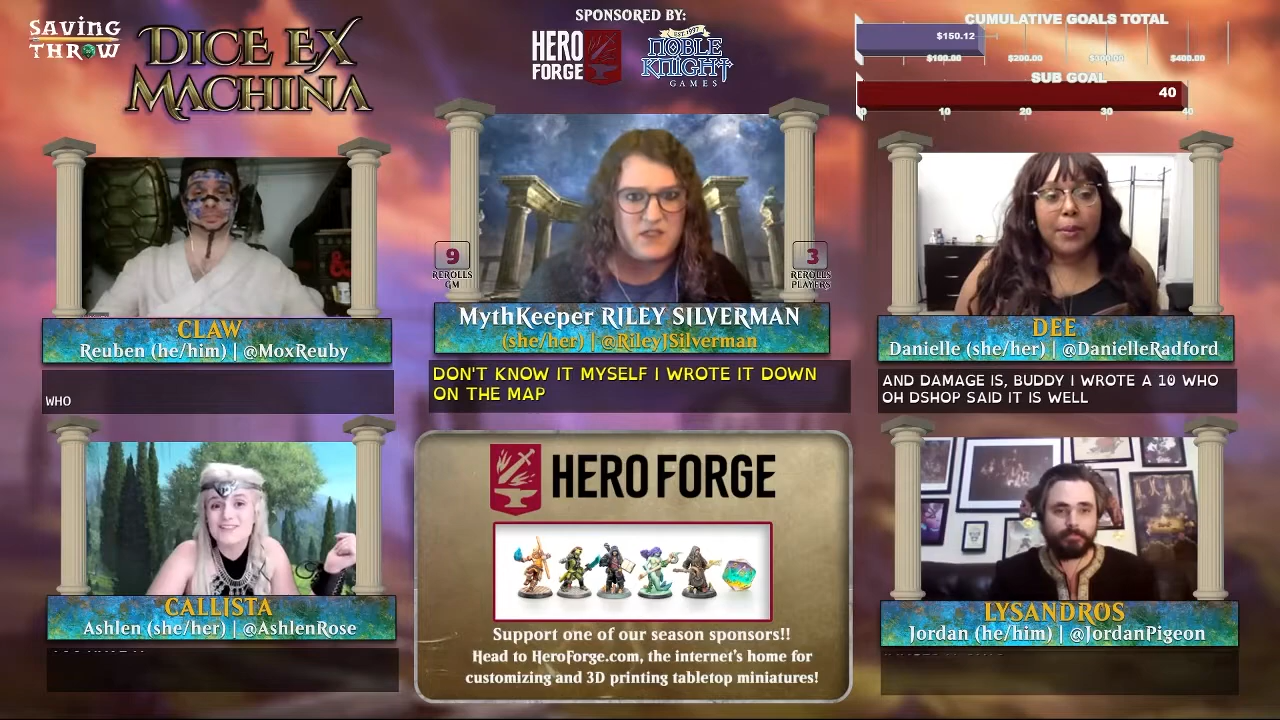 SAVING
THROW
DICE EX
MACHINA
SPONSORED BY:
HERO
FORGE
EST. 1997
NOBLE
KNIGHT
GAMES
CUMULATIVE GOALS TOTAL
$150.12
$100.00 $200.00 $300.00 $400.00
SUB GOAL
40
0 10 20 30 40
9
REROLLS
GM
3
REROLLS
PLAYERS
CLAW
Reuben (he/him) | @MoxReuby
WHO
MythKeeper RILEY SILVERMAN
(she/her) | @RileyJSilverman
DON'T KNOW IT MYSELF I WROTE IT DOWN
ON THE MAP
DEE
Danielle (she/her) | @DanielleRadford
AND DAMAGE IS, BUDDY I WROTE A 10 WHO
OH DSHOP SAID IT IS WELL
CALLISTA
Ashlen (she/her) | @AshlenRose
HERO FORGE
Support one of our season sponsors!!
Head to HeroForge.com, the internet's home for
customizing and 3D printing tabletop miniatures!
LYSANDROS
Jordan (he/him) | @JordanPigeon